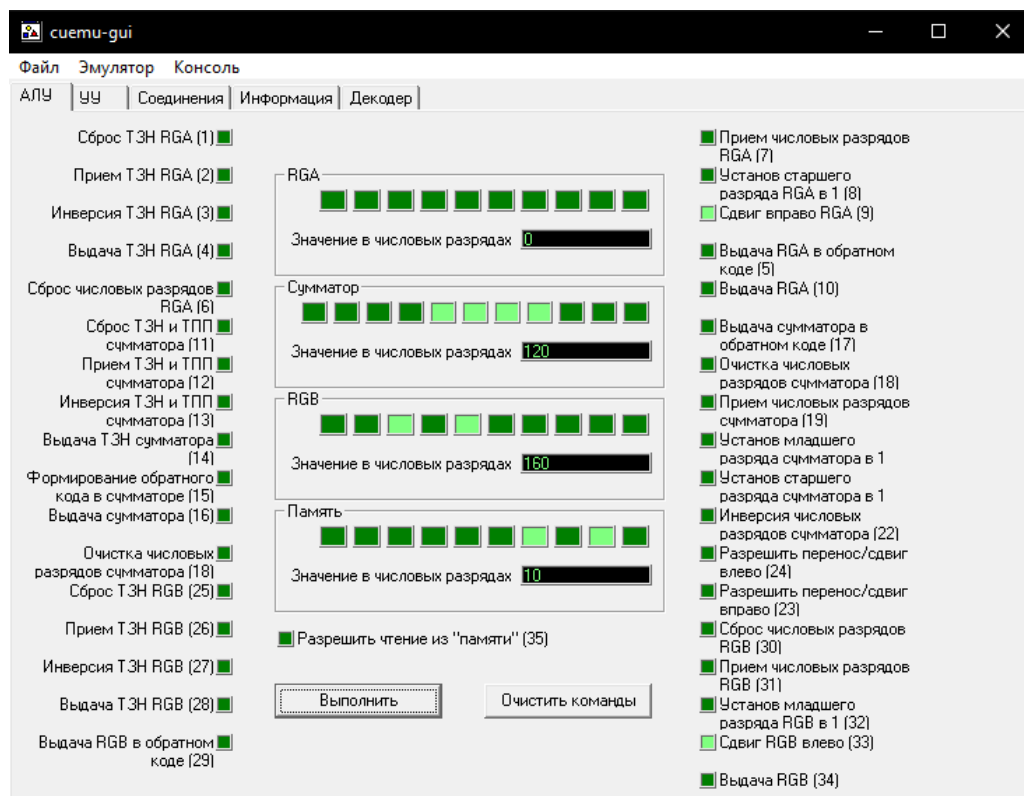 cuemu-gui
Файл Эмулятор Консоль
АЛУ УУ Соединения Информация Декодер
Сброс ТЗН RGA (1)
Прием ТЗН RGA (2)
Инверсия ТЗН RGA (3)
Выдача ТЗН RGA (4)
Сброс числовых разрядов
RGA (6)
Сброс ТЗН и ТПП
сумматора (11)
Прием ТЗН и ТПП
сумматора (12)
Инверсия ТЗН и ТПП
сумматора (13)
Выдача ТЗН сумматора
(14)
Формирование обратного
кода в сумматоре (15)
Выдача сумматора (16)
Очистка числовых
разрядов сумматора (18)
Сброс ТЗН RGB (25)
Прием ТЗН RGB (26)
Инверсия ТЗН RGB (27)
Выдача ТЗН RGB (28)
Выдача RGB в обратном
коде (29)
RGA
Значение в числовых разрядах 0
Сумматор
Значение в числовых разрядах 120
RGB
Значение в числовых разрядах 160
Память
Значение в числовых разрядах 10
Разрешить чтение из "памяти" (35)
Выполнить Очистить команды
Прием числовых разрядов
RGA (7)
Установ старшего
разряда RGA в 1 (8)
Сдвиг вправо RGA (9)
Выдача RGA в обратном
коде (5)
Выдача RGA (10)
Выдача сумматора в
обратном коде (17)
Очистка числовых
разрядов сумматора (18)
Прием числовых разрядов
сумматора (19)
Установ младшего
разряда сумматора в 1
Установ старшего
разряда сумматора в 1
Инверсия числовых
разрядов сумматора (22)
Разрешить перенос/сдвиг
влево (24)
Разрешить перенос/сдвиг
вправо (23)
Сброс числовых разрядов
RGB (30)
Прием числовых разрядов
RGB (31)
Установ младшего
разряда RGB в 1 (32)
Сдвиг RGB влево (33)
Выдача RGB (34)